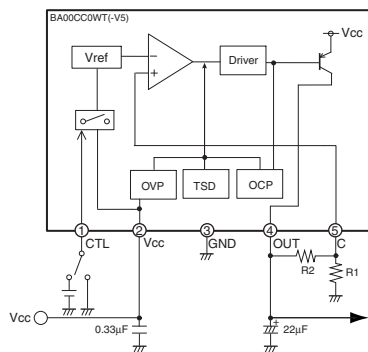 BA00CC0WT(-V5)
Vcc
Vref
−
+
Driver
OVP
TSD
OCP
1
2
3
4
5
CTL
Vcc
GND
OUT
C
R2
R1
Vcc
0.33µF
+
22µF